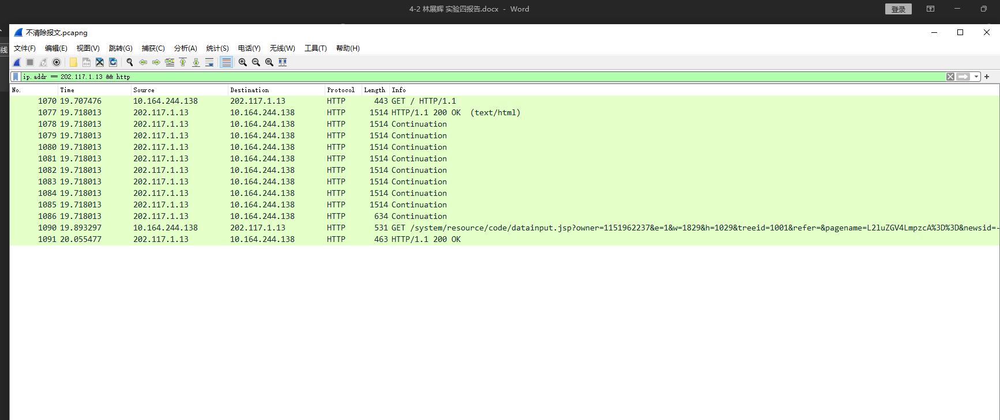 4-2 林展辉 实验四报告.docx - Word
登录
不清除报文.pcapng
线
文件(F) 编辑(E) 视图(V) 跳转(G) 捕获(C) 分析(A) 统计(S) 电话(Y) 无线(W) 工具(T) 帮助(H)
ip.addr == 202.117.1.13 && http
No. Time Source Destination Protocol Length Info
1070 19.707476 10.164.244.138 202.117.1.13 HTTP 443 GET / HTTP/1.1
1077 19.718013 202.117.1.13 10.164.244.138 HTTP 1514 HTTP/1.1 200 OK (text/html)
1078 19.718013 202.117.1.13 10.164.244.138 HTTP 1514 Continuation
1079 19.718013 202.117.1.13 10.164.244.138 HTTP 1514 Continuation
1080 19.718013 202.117.1.13 10.164.244.138 HTTP 1514 Continuation
1081 19.718013 202.117.1.13 10.164.244.138 HTTP 1514 Continuation
1082 19.718013 202.117.1.13 10.164.244.138 HTTP 1514 Continuation
1083 19.718013 202.117.1.13 10.164.244.138 HTTP 1514 Continuation
1084 19.718013 202.117.1.13 10.164.244.138 HTTP 1514 Continuation
1085 19.718013 202.117.1.13 10.164.244.138 HTTP 1514 Continuation
1086 19.718013 202.117.1.13 10.164.244.138 HTTP 634 Continuation
1090 19.893297 10.164.244.138 202.117.1.13 HTTP 531 GET /system/resource/code/datainput.jsp?owner=1151962237&e=1&w=1829&h=1029&treeid=1001&refer=&pagename=L2luZGV4LmpzcA%3D%3D&newsid=-
1091 20.055477 202.117.1.13 10.164.244.138 HTTP 463 HTTP/1.1 200 OK